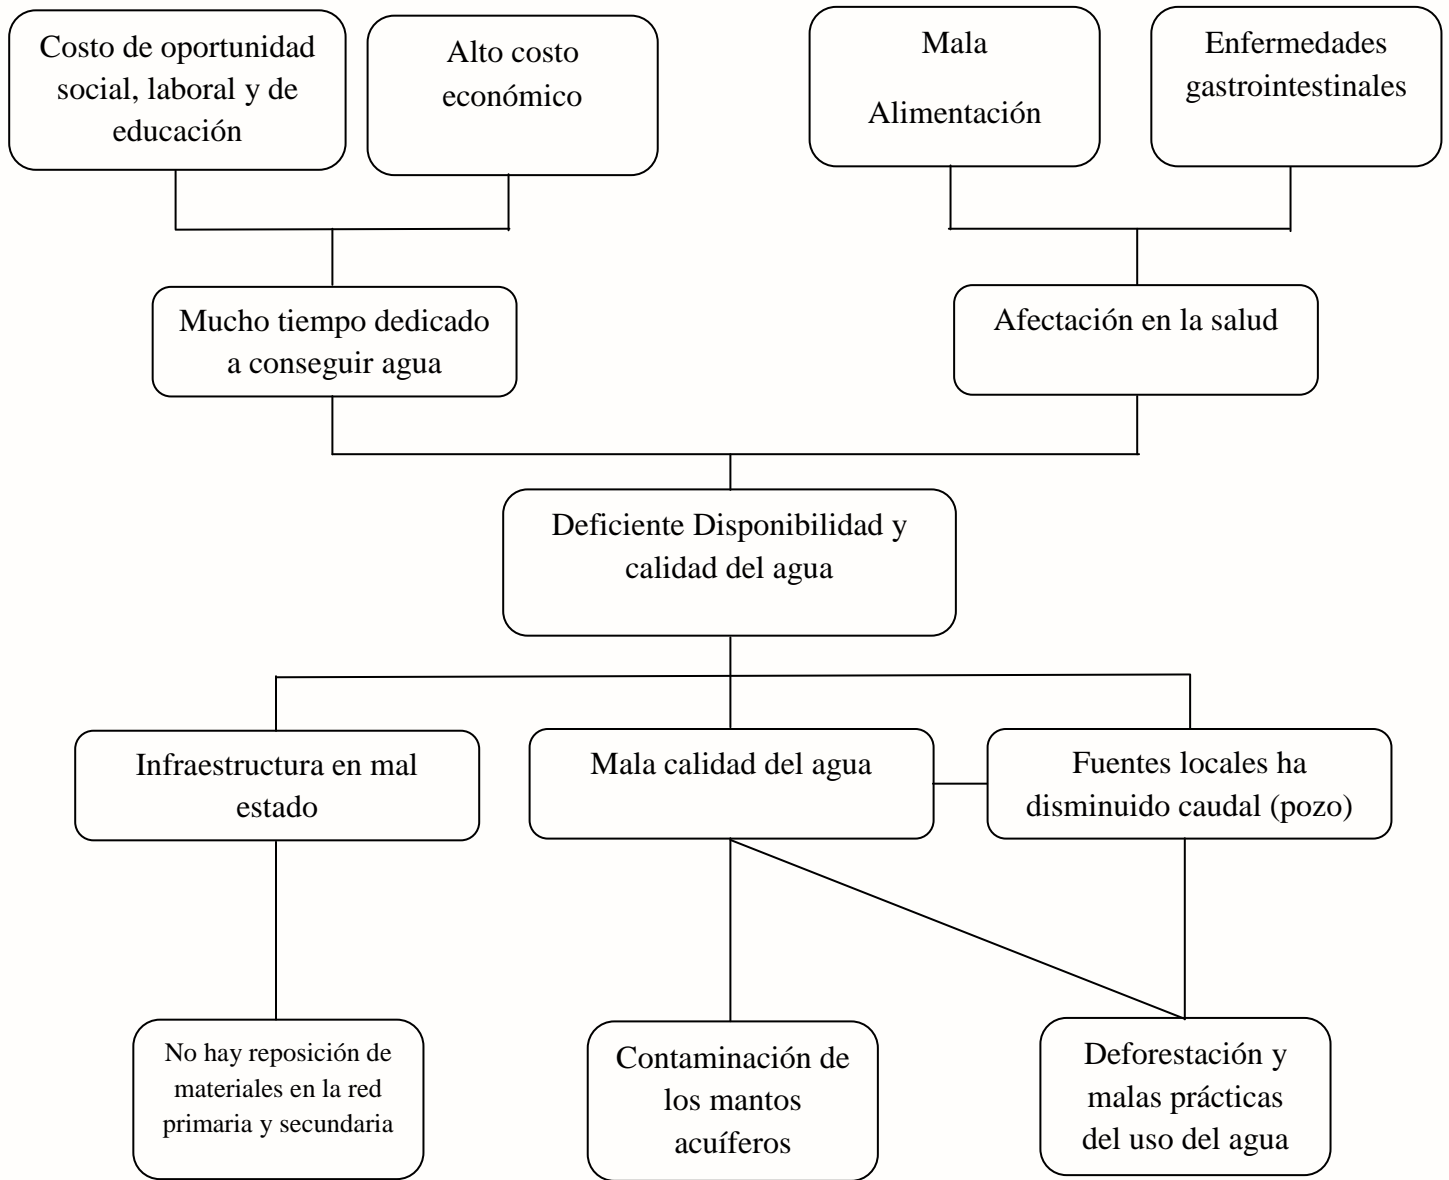 Costo de oportunidad
social, laboral y de
educación
Alto costo
económico
Mala
Alimentación
Enfermedades
gastrointestinales
Mucho tiempo dedicado
a conseguir agua
Afectación en la salud
Deficiente Disponibilidad y
calidad del agua
Infraestructura en mal
estado
Mala calidad del agua
Fuentes locales ha
disminuido caudal (pozo)
No hay reposición de
materiales en la red
primaria y secundaria
Contaminación de
los mantos
acuíferos
Deforestación y
malas prácticas
del uso del agua